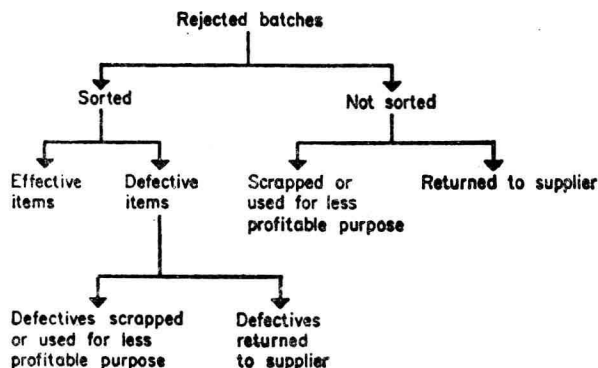 Rejected batches
Sorted
Not sorted
Effective
items
Defective
items
Scrapped or
used for less
profitable purpose
Returned to supplier
Defectives scrapped
or used for less
profitable purpose
Defectives
returned
to supplier